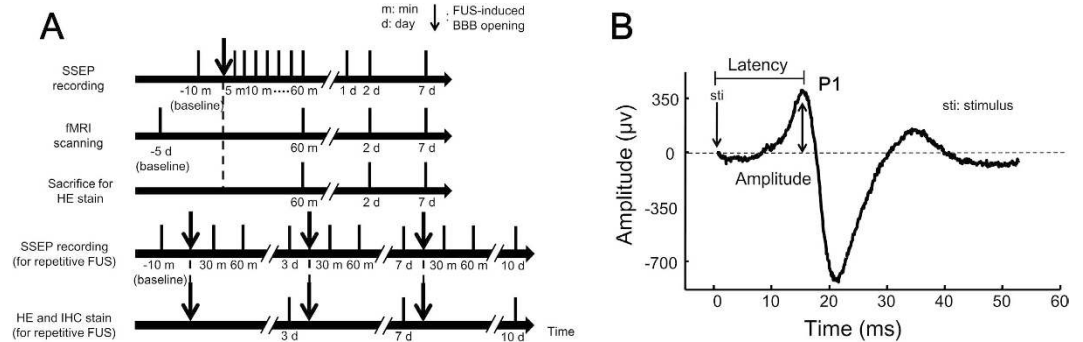 A
m: min
d: day
: FUS-induced
BBB opening
SSEP
recording
-10 m
(baseline)
5 m10 m.....60 m
1 d 2 d 7 d
fMRI
scanning
-5 d
(baseline)
60 m 2 d 7 d
Sacrifice for
HE stain
60 m 2 d 7 d
SSEP recording
(for repetitive FUS)
-10 m
(baseline)
30 m 60 m
3 d
30 m 60 m
7 d
30 m 60 m
10 d
HE and IHC stain
(for repetitive FUS)
3 d 7 d 10 d
Time
B
Latency
P1
sti
sti: stimulus
Amplitude
Amplitude (μv)
350
0
-350
-700
0 10 20 30 40 50 60
Time (ms)